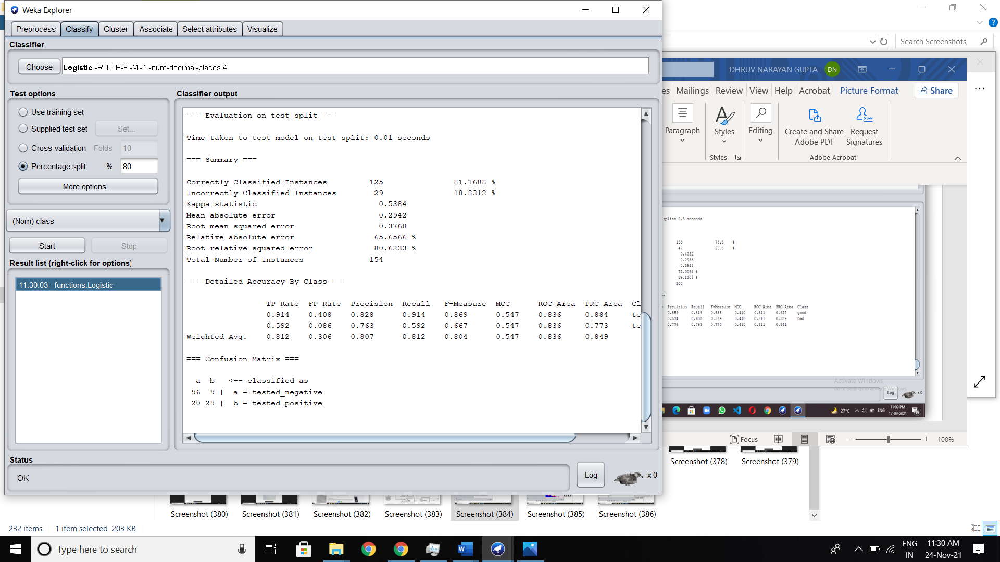 Weka Explorer
Preprocess Classify Cluster Associate Select attributes Visualize
Classifier
Choose Logistic -R 1.0E-8 -M -1 -num-decimal-places 4
Test options
Use training set
Supplied test set Set...
Cross-validation Folds 10
Percentage split % 80
More options...
(Nom) class
Start Stop
Result list (right-click for options)
11:30:03 - functions.Logistic
Classifier output
=== Evaluation on test split ===
Time taken to test model on test split: 0.01 seconds
=== Summary ===
Correctly Classified Instances 125 81.1688 %
Incorrectly Classified Instances 29 18.8312 %
Kappa statistic 0.5384
Mean absolute error 0.2942
Root mean squared error 0.3768
Relative absolute error 65.6566 %
Root relative squared error 80.6233 %
Total Number of Instances 154
=== Detailed Accuracy By Class ===
TP Rate FP Rate Precision Recall F-Measure MCC ROC Area PRC Area Cl
0.914 0.408 0.828 0.914 0.869 0.547 0.836 0.884 te
0.592 0.086 0.763 0.592 0.667 0.547 0.836 0.773 te
Weighted Avg. 0.812 0.306 0.807 0.812 0.804 0.547 0.836 0.849
=== Confusion Matrix ===
a b <-- classified as
96 9 | a = tested_negative
20 29 | b = tested_positive
Status
OK
Log x 0
Search Screenshots
DHRUV NARAYAN GUPTA DN
es Mailings Review View Help Acrobat Picture Format Share
Paragraph
Styles
Editing
Create and Share
Adobe PDF
Request
Signatures
Styles
Adobe Acrobat
split: 0.3 seconds
153 76.5 %
47 23.5 %
0.4082
0.2936
0.3918
72.0094 %
89.1303 %
200
Precision Recall F-Measure MCC ROC Area PRC Area Class
0.859 0.819 0.838 0.410 0.811 0.927 good
0.534 0.608 0.569 0.410 0.811 0.589 bad
0.776 0.765 0.770 0.410 0.811 0.841
Activate Windows
Go to Settings to activate Windows.
Log x 0
27°C ENG 11:09 PM
17-09-2021 19
Focus 100%
Screenshot (378) Screenshot (379)
Screenshot (380) Screenshot (381) Screenshot (382) Screenshot (383) Screenshot (384) Screenshot (385) Screenshot (386)
232 items 1 item selected 203 KB
Type here to search
ENG
IN
11:30 AM
24-Nov-21